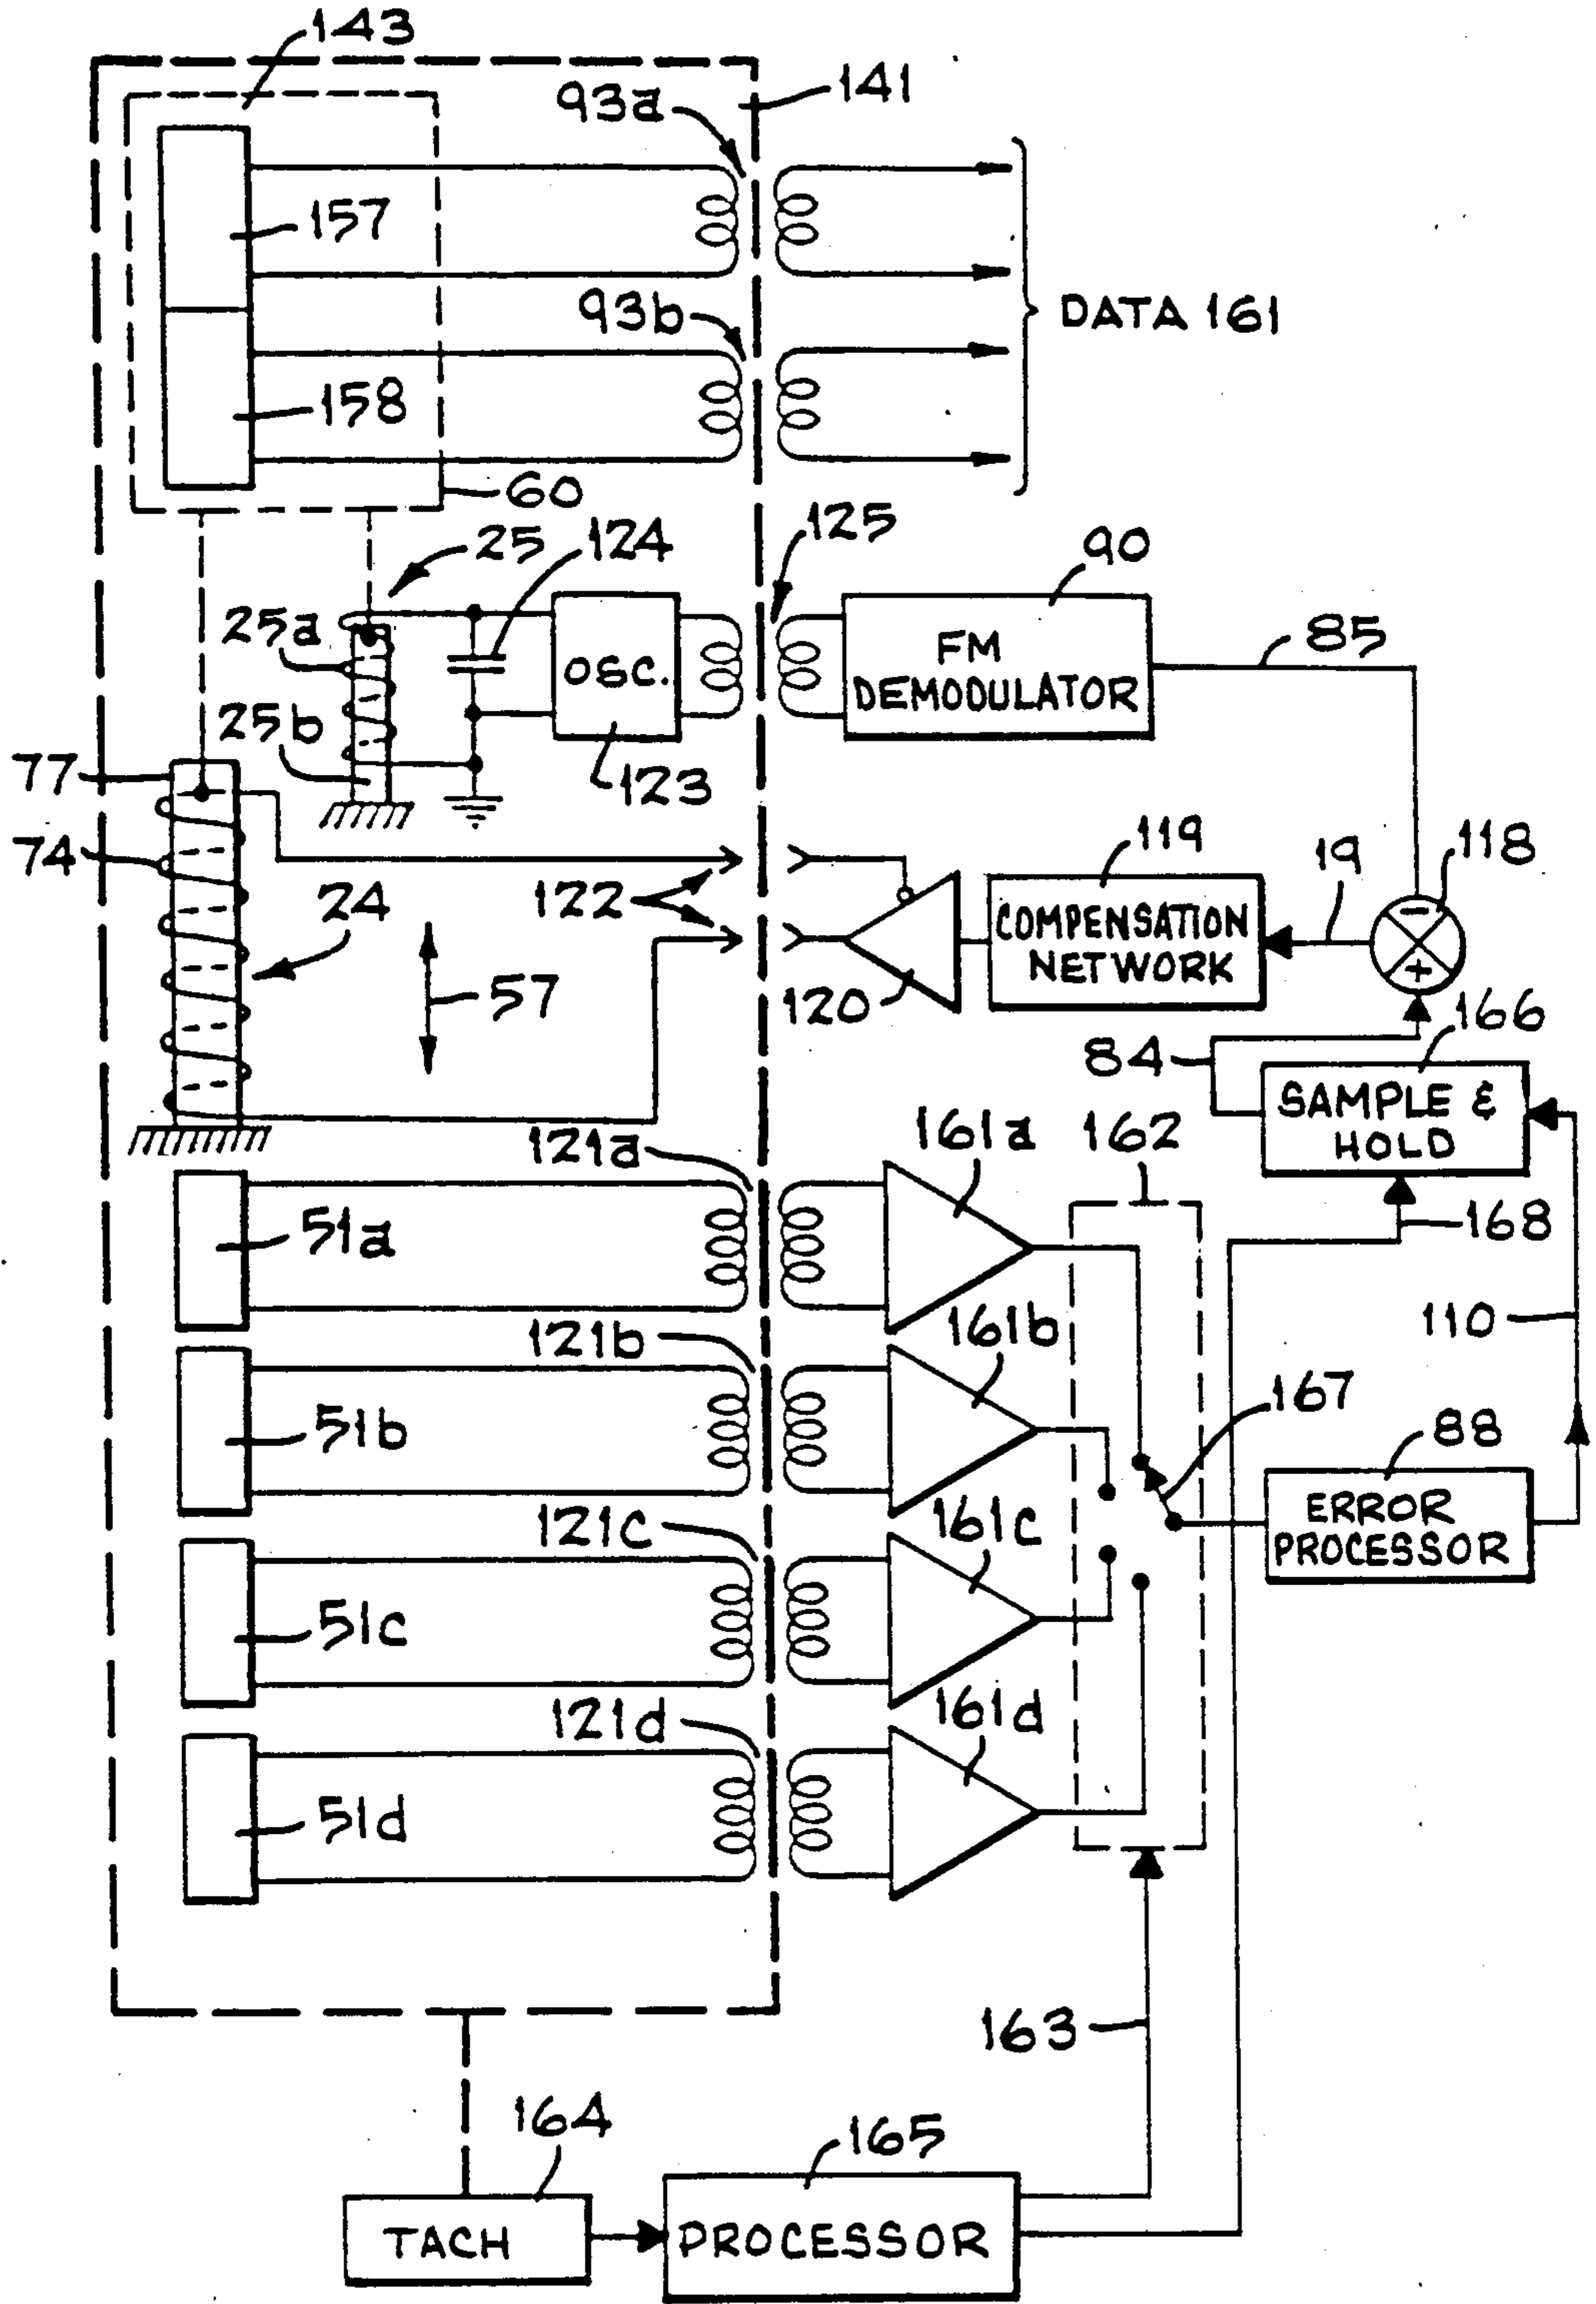 143
141
93a
157
93b
DATA 161
158
60
25
124
125
90
25a
OSC.
FM
DEMODULATOR
85
25b
123
77
74
122
119
19
118
24
COMPENSATION
NETWORK
-
+
57
120
84
166
SAMPLE &
HOLD
121a
161a
162
168
51a
110
121b
161b
167
51b
88
ERROR
PROCESSOR
121c
161c
51c
121d
161d
51d
163
164
165
TACH
PROCESSOR